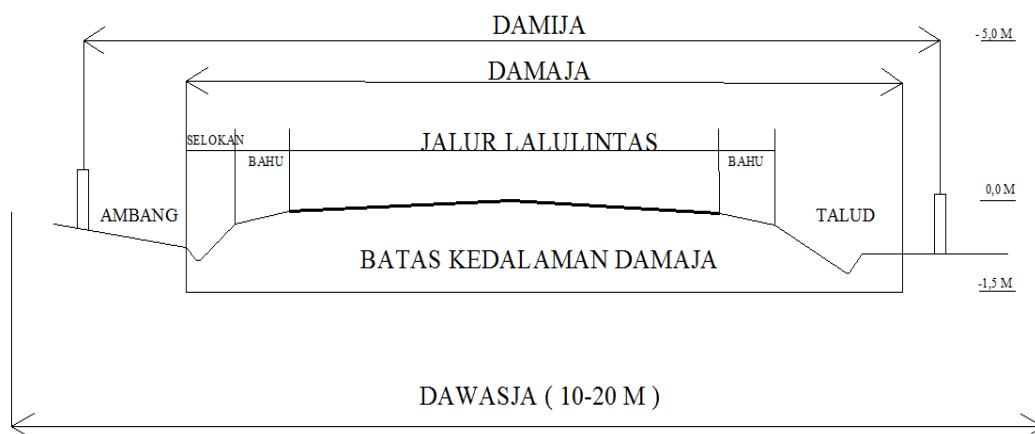 DAMIJA
- 5,0 M
DAMAJA
SELOKAN
JALUR LALULINTAS
BAHU
BAHU
0,0 M
AMBANG
TALUD
BATAS KEDALAMAN DAMAJA
-1,5 M
DAWASJA ( 10-20 M )